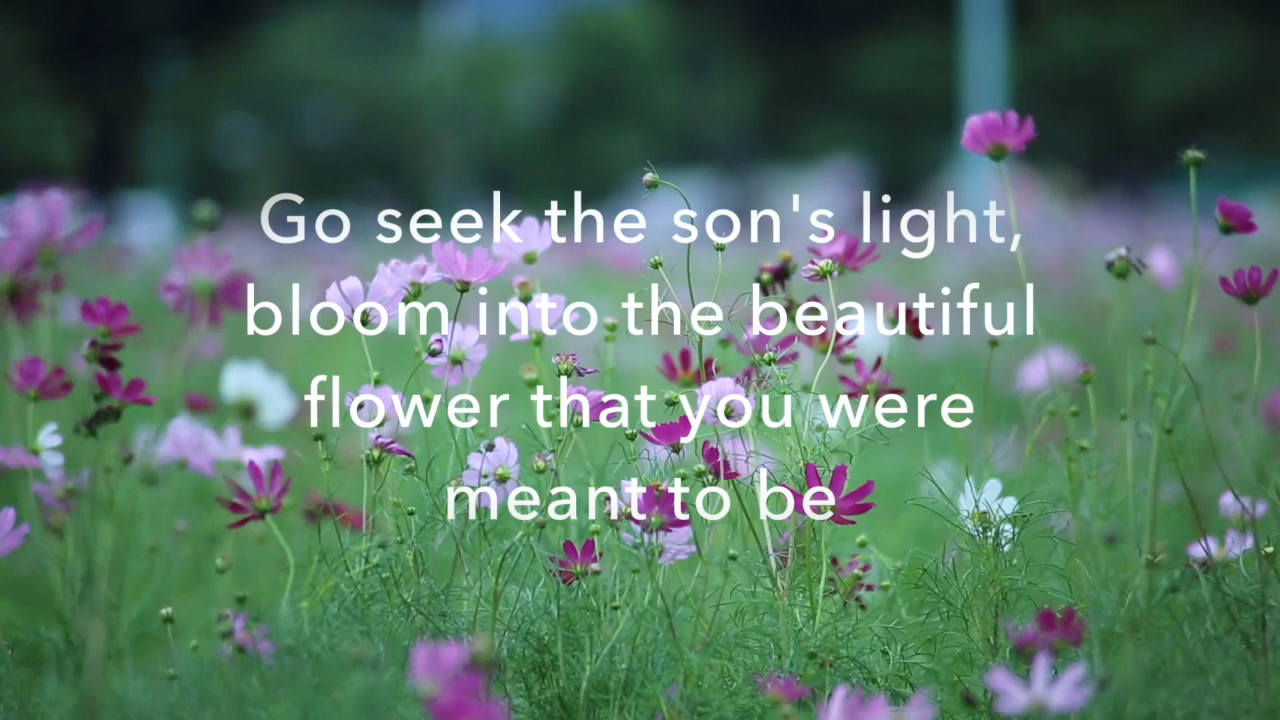 Go seek the son's light,
bloom into the beautiful
flower that you were
meant to be